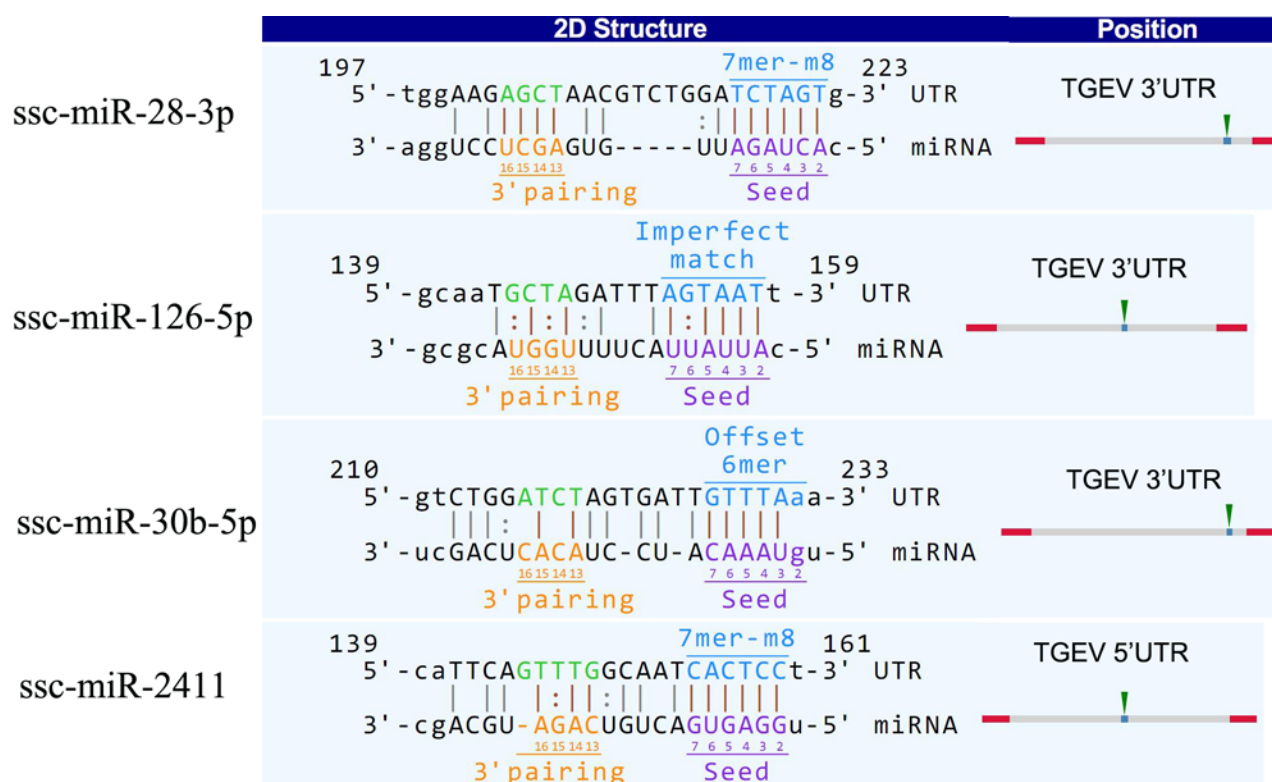 2D Structure Position
197 7mer-m8 223
5'-tggAAGAGCTAACGTCTGGATCTAGTg-3' UTR
ssc-miR-28-3p
3'-aggUCCUCGAGUG-----UUAGAUCAc-5' miRNA
16 15 14 13 7 6 5 4 3 2
3'pairing Seed
TGEV 3'UTR
Imperfect
139 match 159
5'-gcaaTGCTAGATTTAGTAATt-3' UTR
ssc-miR-126-5p
3'-gcgcAUGGUUUUCAUUAUUAc-5' miRNA
16 15 14 13 7 6 5 4 3 2
3'pairing Seed
TGEV 3'UTR
Offset
210 6mer 233
5'-gtCTGGATCTAGTGATTGTTTAaa-3' UTR
ssc-miR-30b-5p
3'-ucGACUCACAUC-CU-ACAAAUgu-5' miRNA
16 15 14 13 7 6 5 4 3 2
3'pairing Seed
TGEV 3'UTR
139 7mer-m8 161
5'-caTTCAGTTTGGCAATCACTCCt-3' UTR
ssc-miR-2411
3'-cgACGU-AGACUGUCAGUGAGGu-5' miRNA
16 15 14 13 7 6 5 4 3 2
3'pairing Seed
TGEV 5'UTR